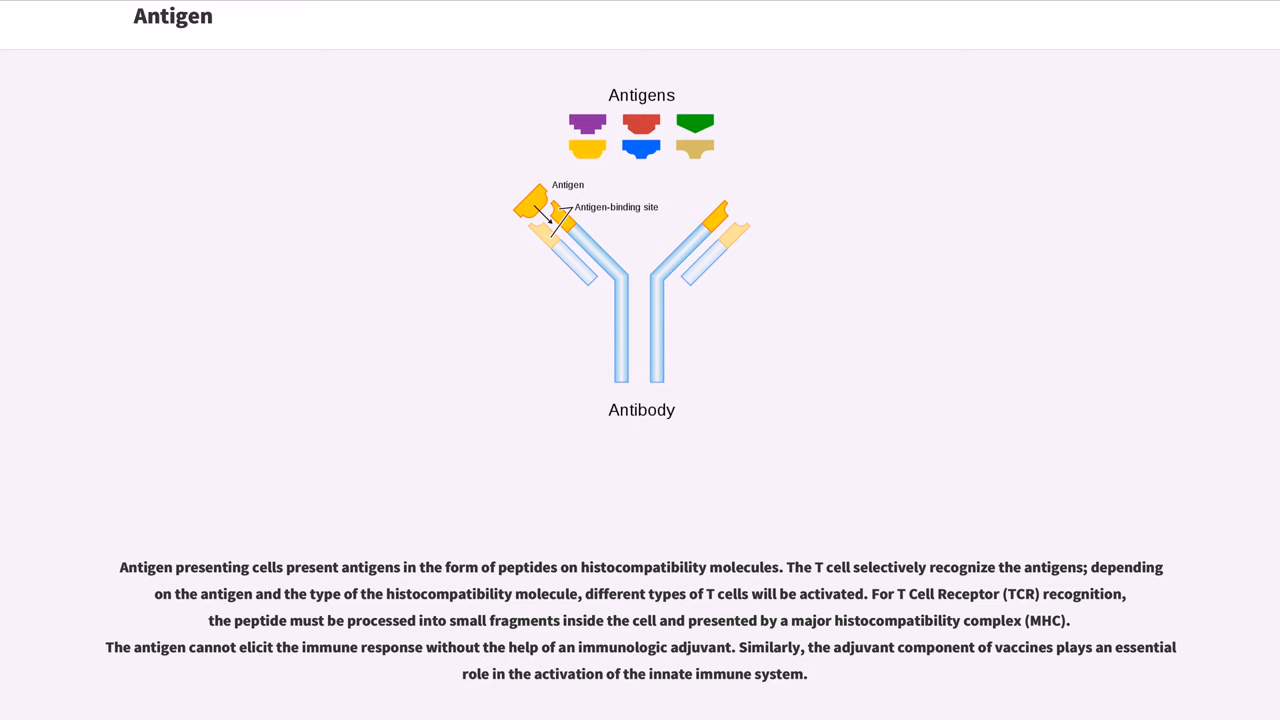 Antigen
Antigens
Antigen
Antigen-binding site
Antibody
Antigen presenting cells present antigens in the form of peptides on histocompatibility molecules. The T cell selectively recognize the antigens; depending
on the antigen and the type of the histocompatibility molecule, different types of T cells will be activated. For T Cell Receptor (TCR) recognition,
the peptide must be processed into small fragments inside the cell and presented by a major histocompatibility complex (MHC).
The antigen cannot elicit the immune response without the help of an immunologic adjuvant. Similarly, the adjuvant component of vaccines plays an essential
role in the activation of the innate immune system.